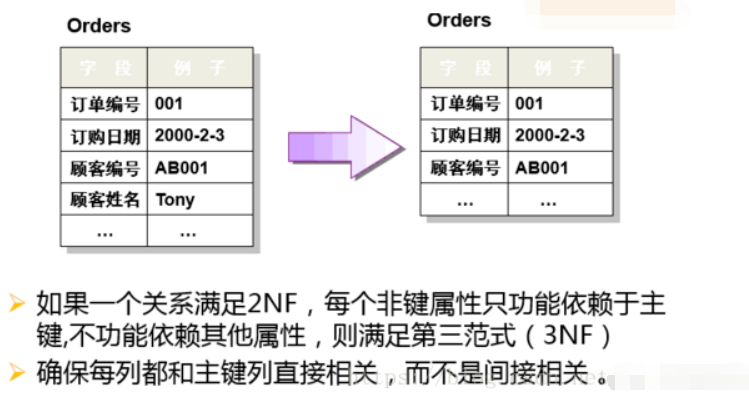 Orders
字 段 例 子
订单编号 001
订购日期 2000-2-3
顾客编号 AB001
顾客姓名 Tony
... ...
Orders
字 段 例 子
订单编号 001
订购日期 2000-2-3
顾客编号 AB001
... ...
如果一个关系满足2NF，每个非键属性只功能依赖于主
键,不功能依赖其他属性，则满足第三范式（3NF）
确保每列都和主键列直接相关，而不是间接相关。